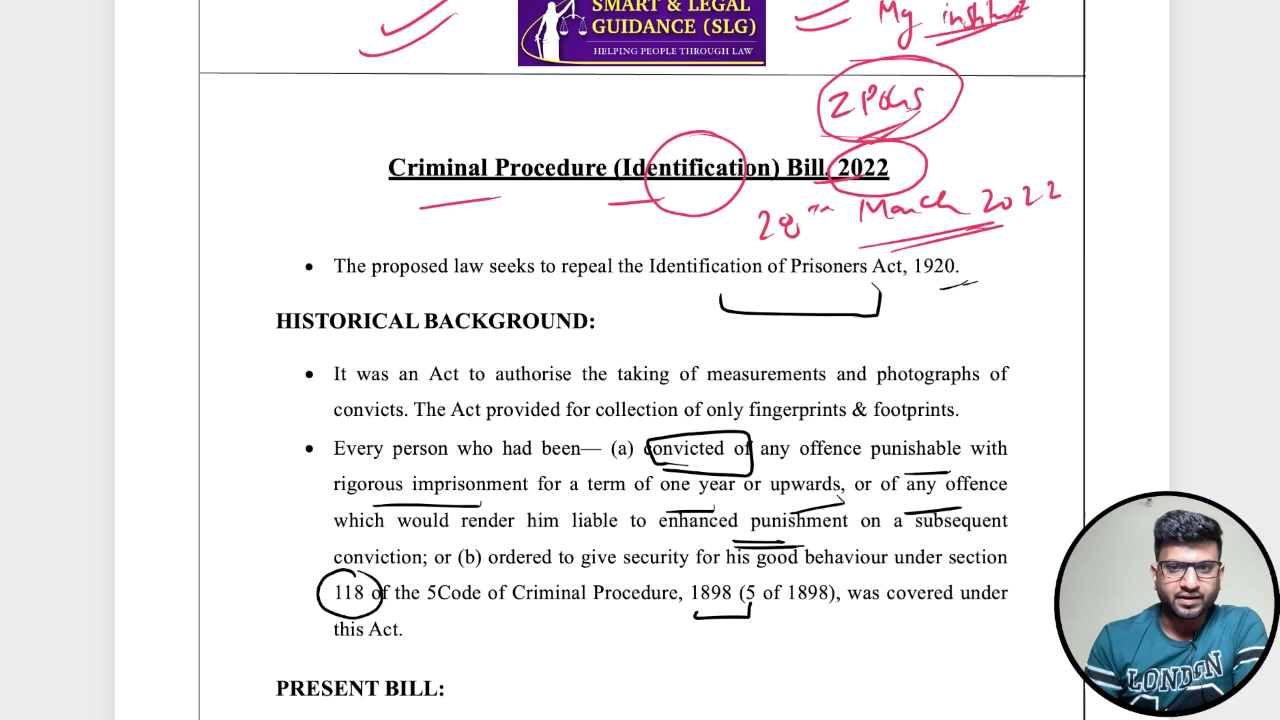 SMART & LEGAL
GUIDANCE (SLG)
HELPING PEOPLE THROUGH LAW
My institut
2 POCs
Criminal Procedure (Identification) Bill, 2022
28th March 2022
• The proposed law seeks to repeal the Identification of Prisoners Act, 1920.
HISTORICAL BACKGROUND:
• It was an Act to authorise the taking of measurements and photographs of
convicts. The Act provided for collection of only fingerprints & footprints.
• Every person who had been— (a) convicted of any offence punishable with
rigorous imprisonment for a term of one year or upwards, or of any offence
which would render him liable to enhanced punishment on a subsequent
conviction; or (b) ordered to give security for his good behaviour under section
118 of the 5Code of Criminal Procedure, 1898 (5 of 1898), was covered under
this Act.
PRESENT BILL:
LONDON